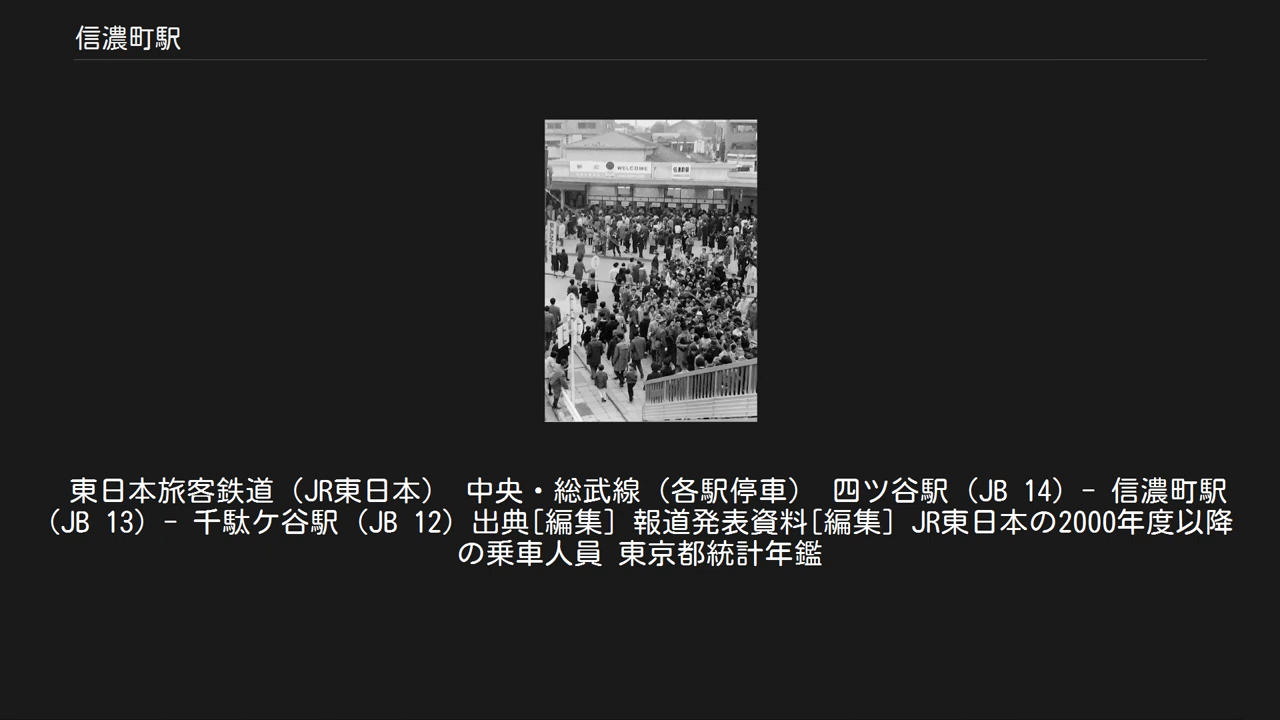 信濃町駅
WELCOME
東日本旅客鉄道（JR東日本） 中央・総武線（各駅停車） 四ツ谷駅（JB 14）- 信濃町駅
（JB 13）- 千駄ケ谷駅（JB 12）出典[編集] 報道発表資料[編集] JR東日本の2000年度以降
の乗車人員 東京都統計年鑑